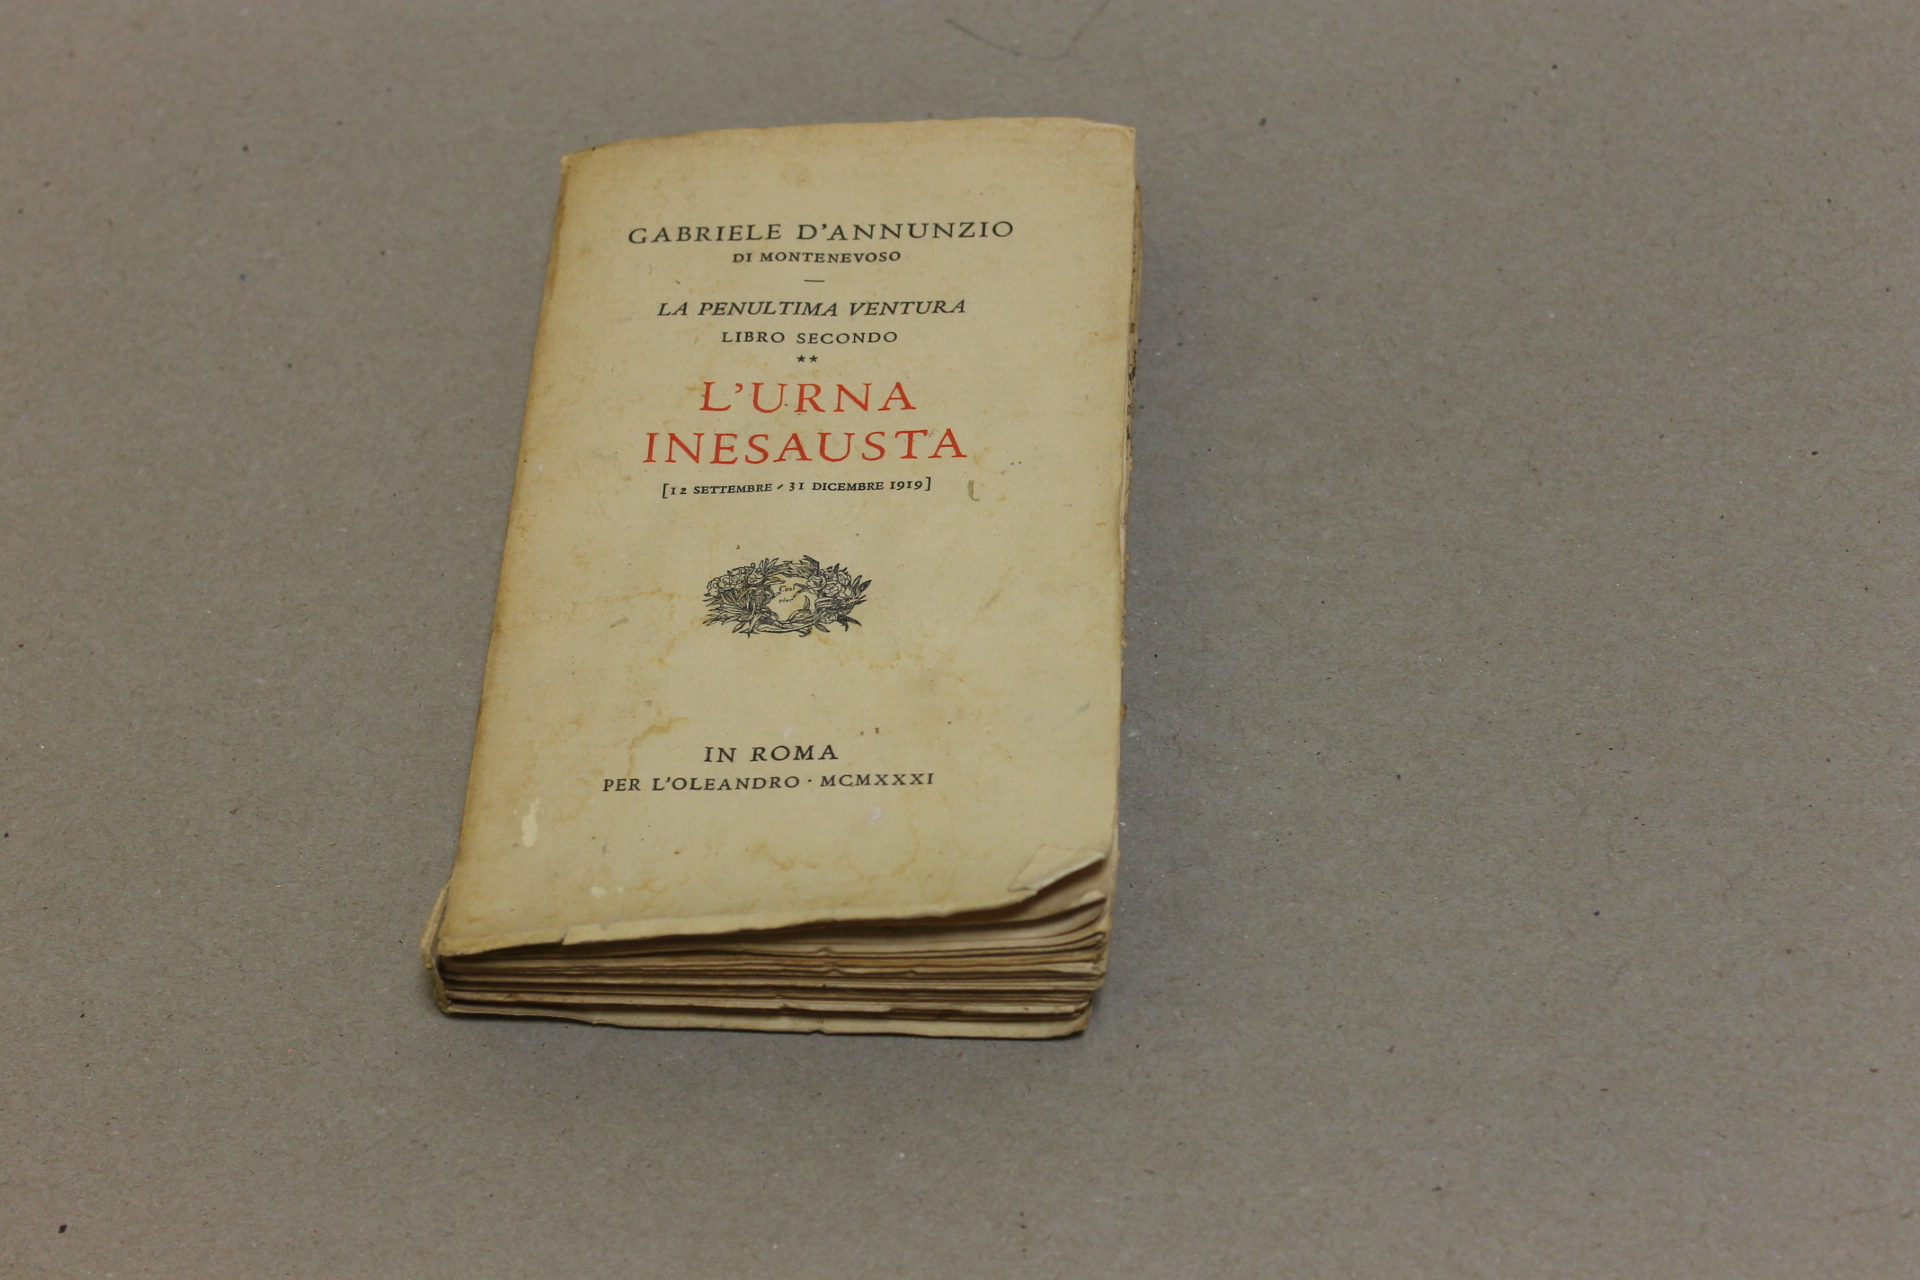 GABRIELE D'ANNUNZIO
DI MONTENEVOSO
LA PENULTIMA VENTURA
LIBRO SECONDO
**
L'URNA
INESAUSTA
[12 SETTEMBRE - 31 DICEMBRE 1919]
IN ROMA
PER L'OLEANDRO · MCMXXXI